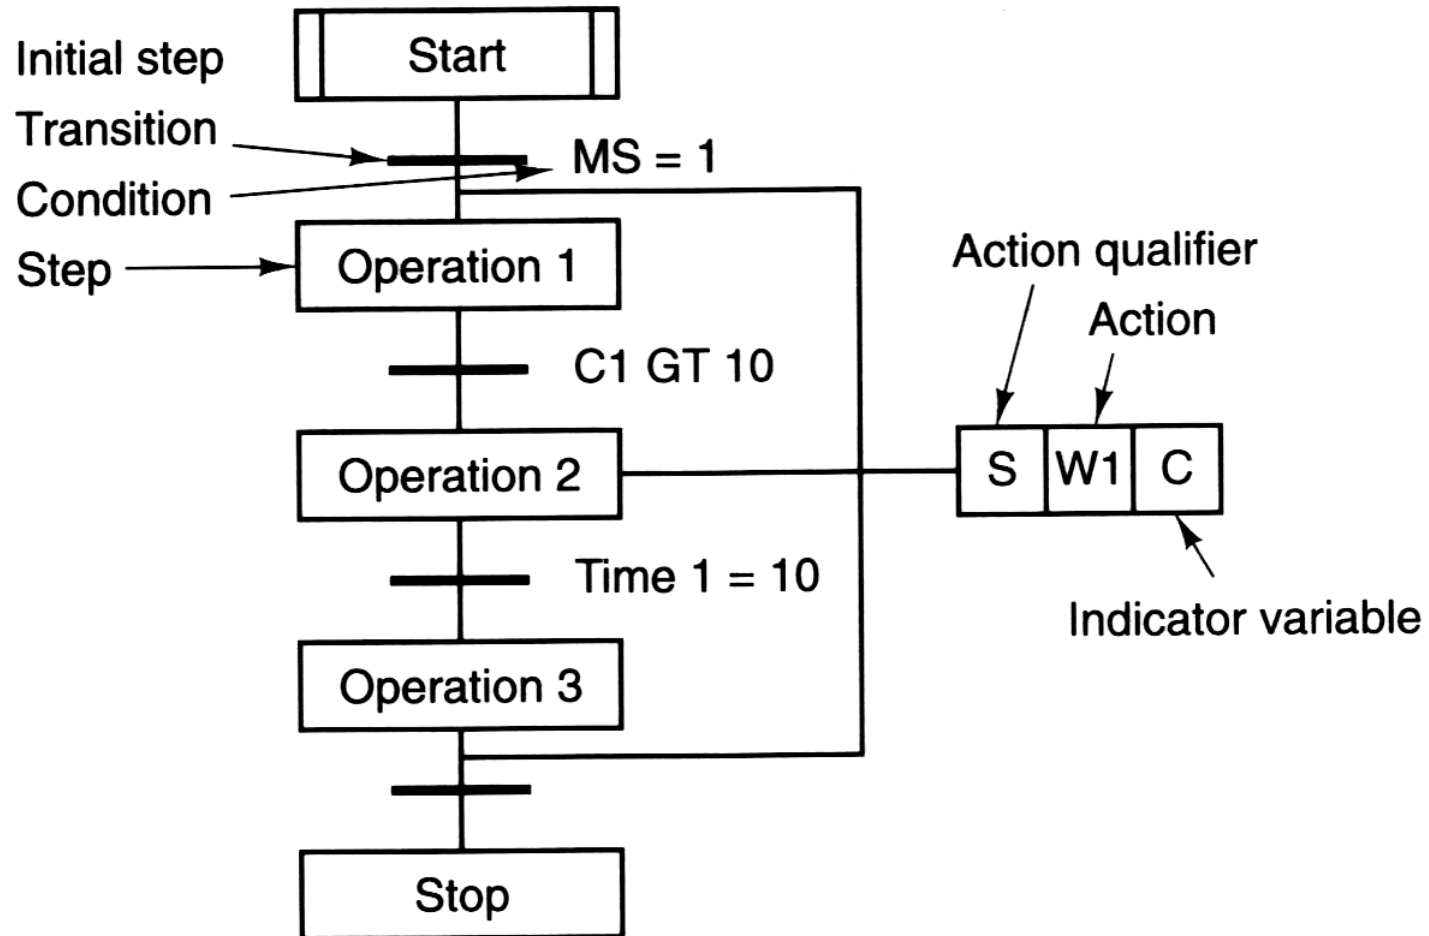 Start
Initial step
Transition
MS = 1
Condition
Step
Operation 1
Action qualifier
Action
C1 GT 10
Operation 2
S W1 C
Time 1 = 10
Indicator variable
Operation 3
Stop